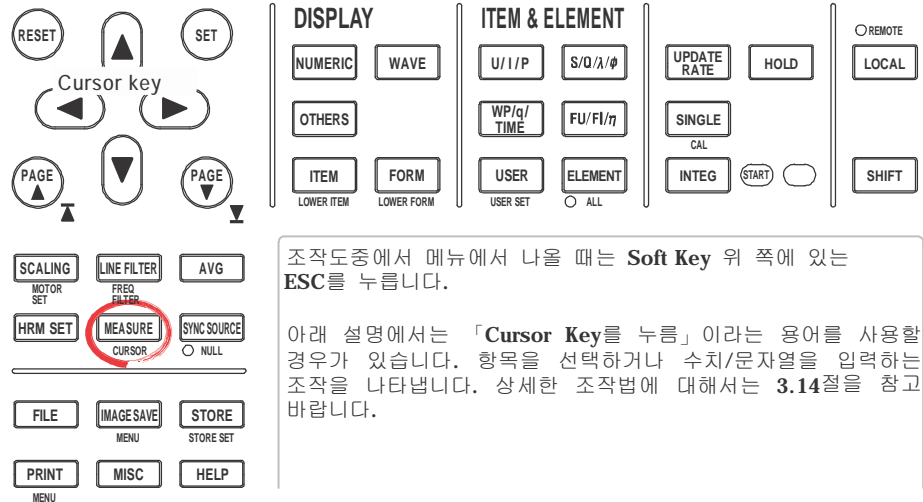 DISPLAY
ITEM & ELEMENT
RESET
SET
REMOTE
NUMERIC
WAVE
U/I/P
S/Q/λ/ø
UPDATE RATE
HOLD
LOCAL
Cursor key
OTHERS
WP/q/ TIME
FU/FI/η
SINGLE
CAL
PAGE
PAGE
ITEM
FORM
USER
ELEMENT
INTEG
START
SHIFT
LOWER ITEM
LOWER FORM
USER SET
ALL
SCALING
LINE FILTER
AVG
MOTOR
SET
FREQ
FILTER
HRM SET
MEASURE
SYNC SOURCE
CURSOR
NULL
조작도중에서 메뉴에서 나올 때는 Soft Key 위 쪽에 있는
ESC를 누릅니다.
아래 설명에서는 「Cursor Key를 누름」이라는 용어를 사용할
경우가 있습니다. 항목을 선택하거나 수치/문자열을 입력하는
조작을 나타냅니다. 상세한 조작법에 대해서는 3.14절을 참고
바랍니다.
FILE
IMAGE SAVE
STORE
MENU
STORE SET
PRINT
MISC
HELP
MENU